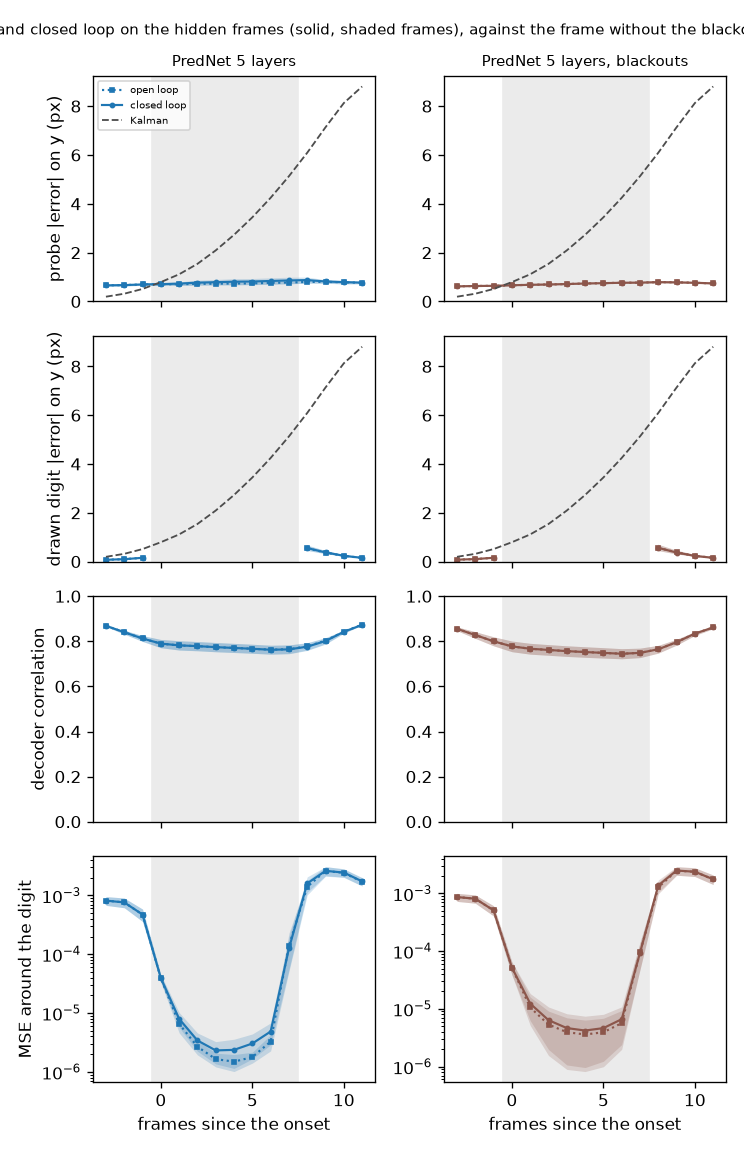 and closed loop on the hidden frames (solid, shaded frames), against the frame without the
PredNet 5 layers
PredNet 5 layers, blackouts
open loop
closed loop
Kalman
probe |error| on y (px)
8
6
4
2
0
8
6
4
2
0
drawn digit |error| on y (px)
8
6
4
2
0
8
6
4
2
0
decoder correlation
1.0
0.8
0.6
0.4
0.2
0.0
1.0
0.8
0.6
0.4
0.2
0.0
MSE around the digit
10⁻³
10⁻⁴
10⁻⁵
10⁻⁶
10⁻³
10⁻⁴
10⁻⁵
10⁻⁶
0 5 10
0 5 10
frames since the onset
frames since the onset